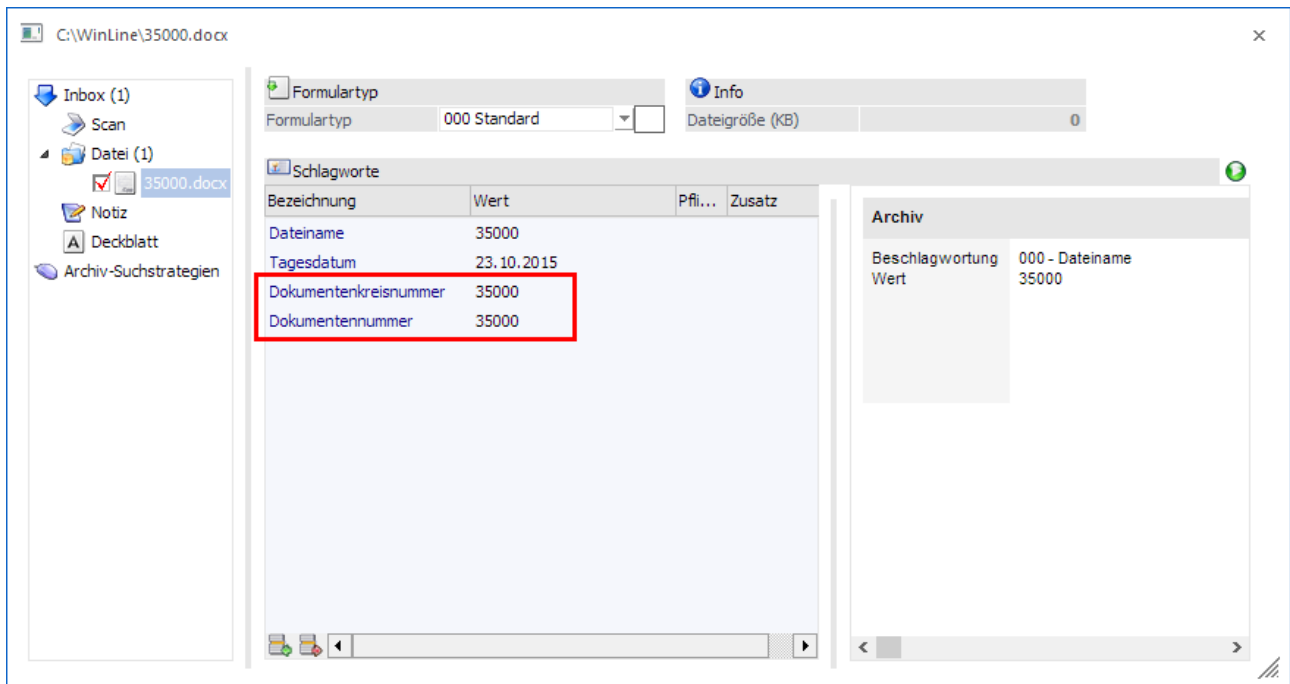 C:\WinLine\35000.docx
Inbox (1)
Scan
Datei (1)
35000.docx
Notiz
A Deckblatt
Archiv-Suchstrategien
Formulartyp
Formulartyp 000 Standard
Info
Dateigröße (KB) 0
Schlagworte
Bezeichnung Wert Pfli... Zusatz
Dateiname 35000
Tagesdatum 23.10.2015
Dokumentenkreisnummer 35000
Dokumentennummer 35000
Archiv
Beschlagwortung 000 - Dateiname
Wert 35000